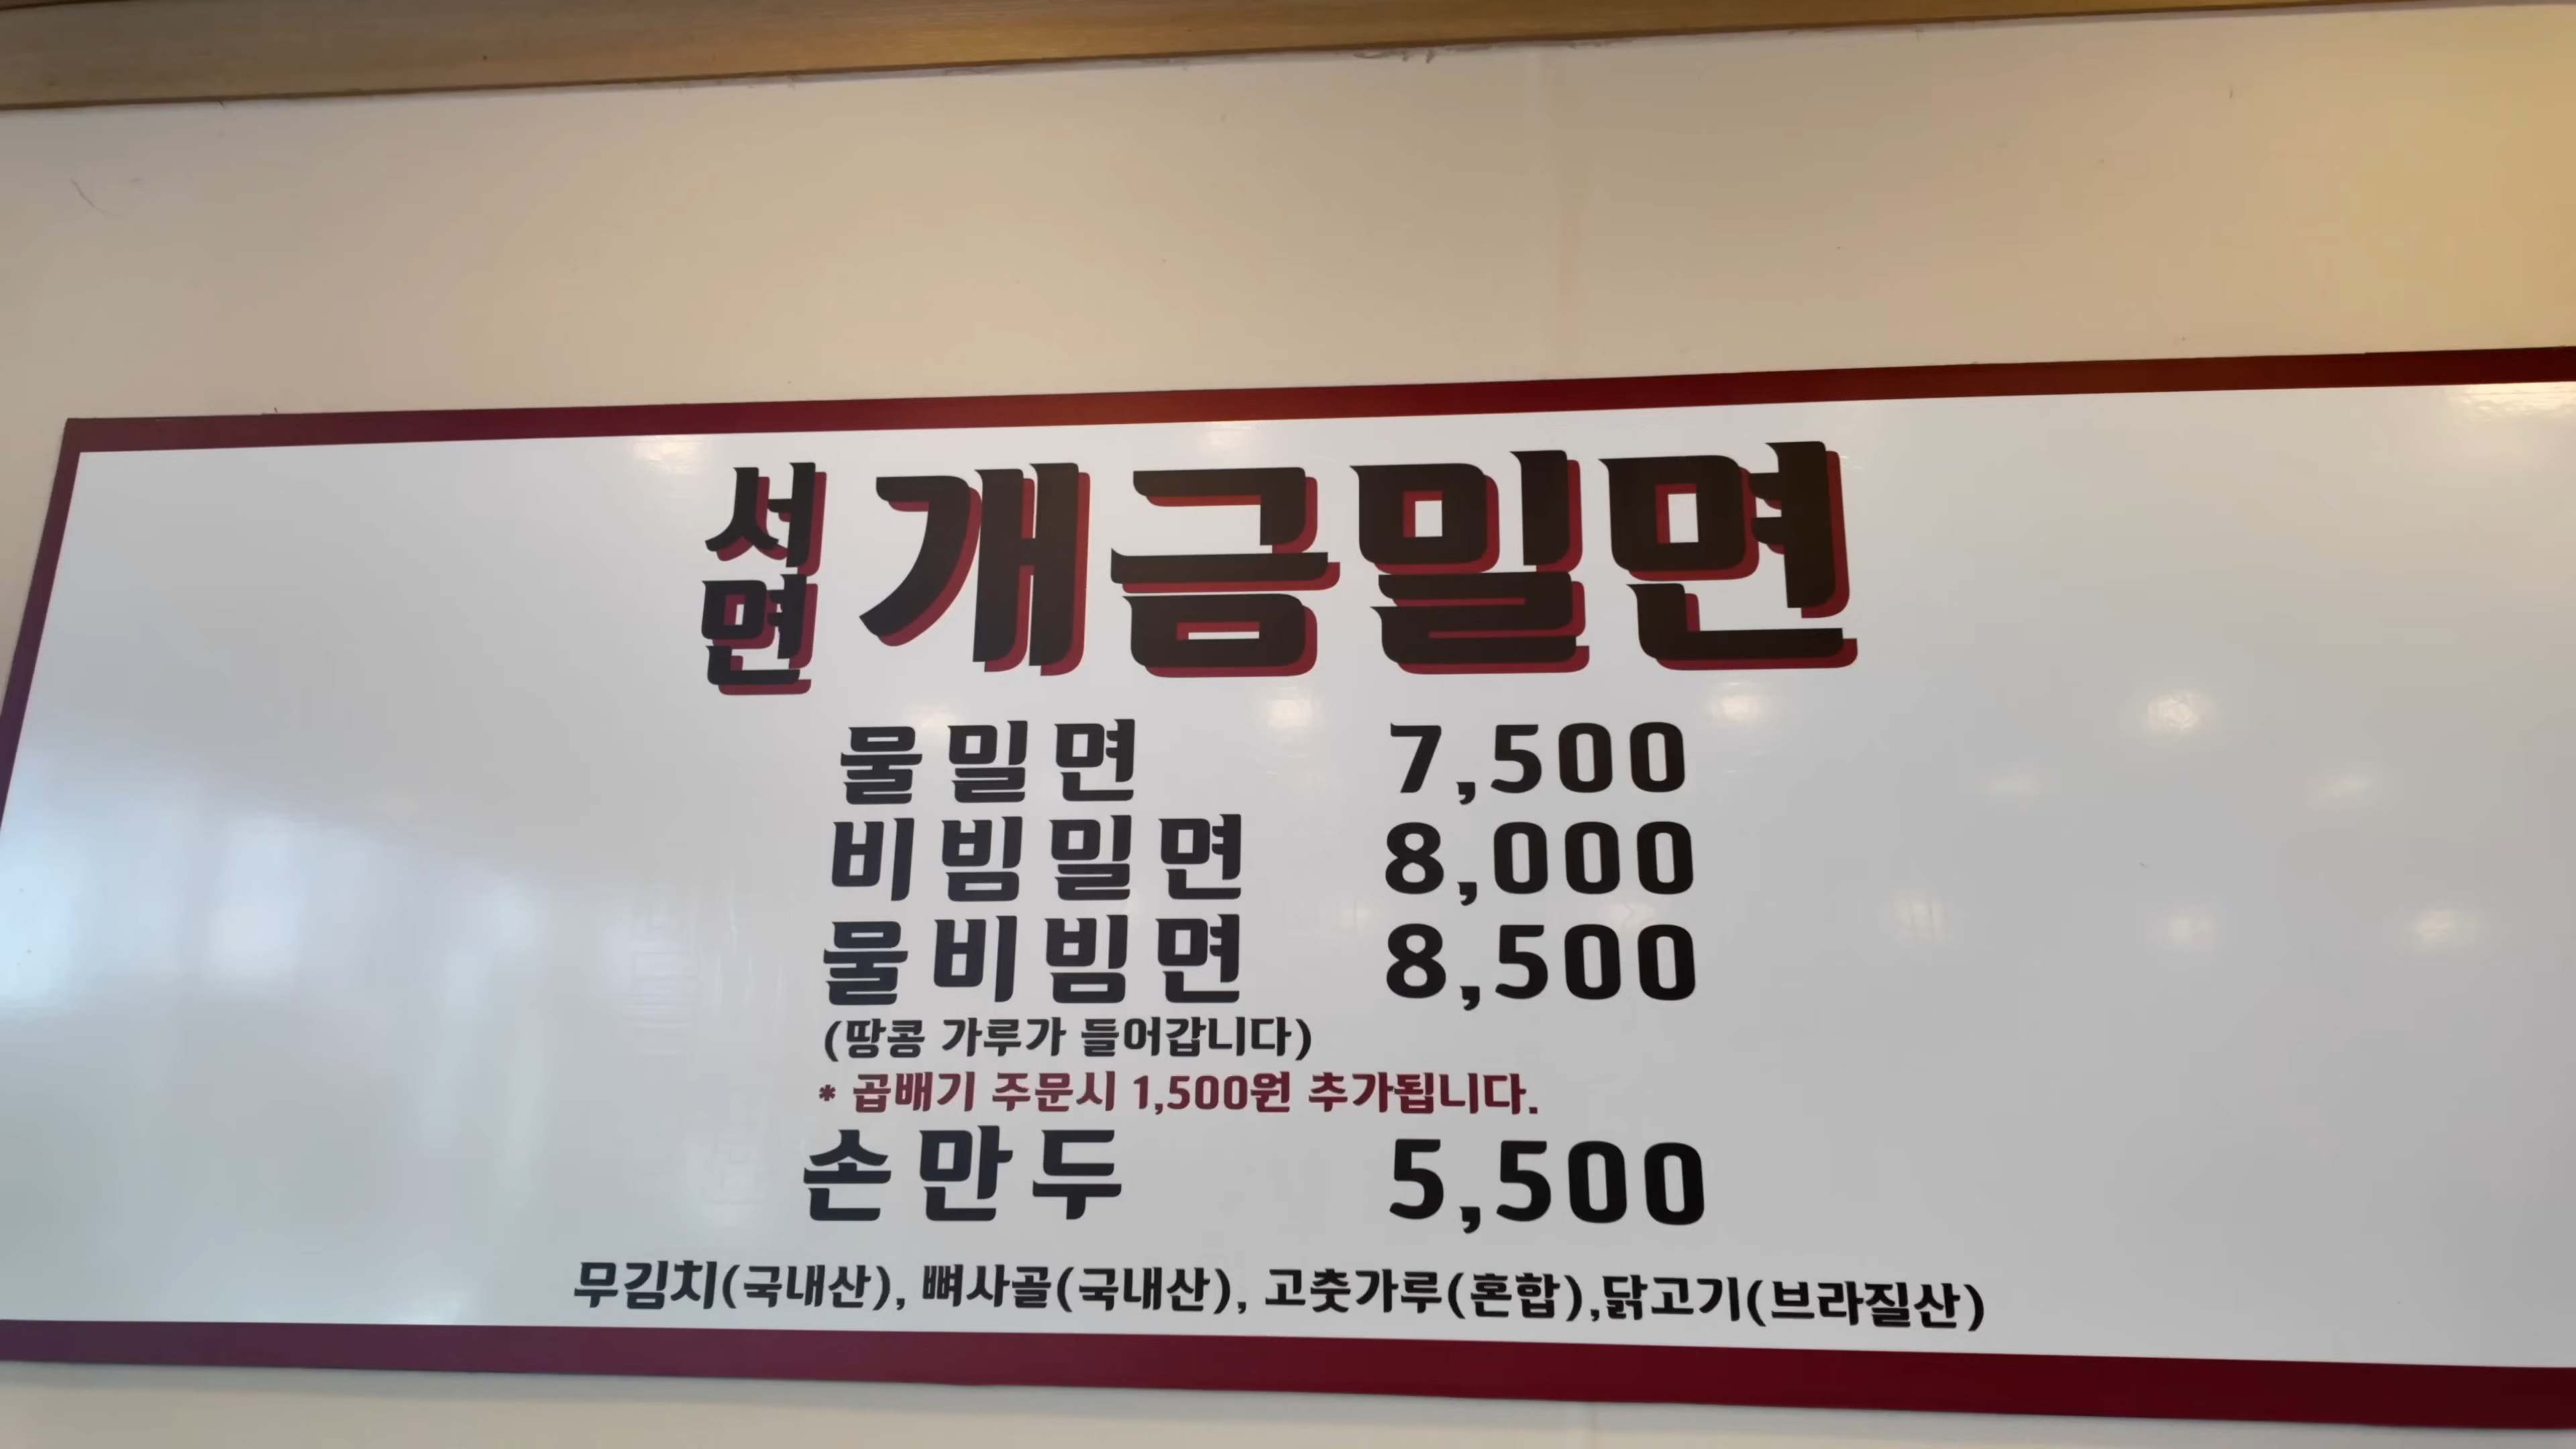 서면 개금밀면
물밀면 7,500
비빔밀면 8,000
물비빔면 8,500
(땅콩 가루가 들어갑니다)
* 곱배기 주문시 1,500원 추가됩니다.
손만두 5,500
무김치(국내산), 뼈사골(국내산), 고춧가루(혼합),닭고기(브라질산)